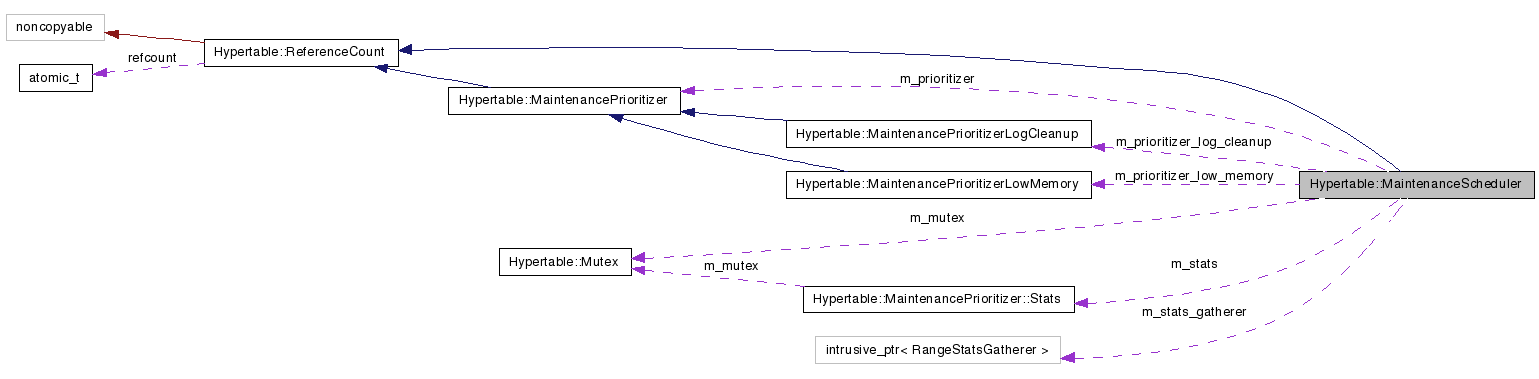 noncopyable
Hypertable::ReferenceCount
refcount
atomic_t
m_prioritizer
Hypertable::MaintenancePrioritizer
Hypertable::MaintenancePrioritizerLogCleanup
m_prioritizer_log_cleanup
m_prioritizer_low_memory
Hypertable::MaintenancePrioritizerLowMemory
Hypertable::MaintenanceScheduler
m_mutex
Hypertable::Mutex
m_mutex
m_stats
Hypertable::MaintenancePrioritizer::Stats
m_stats_gatherer
intrusive_ptr< RangeStatsGatherer >